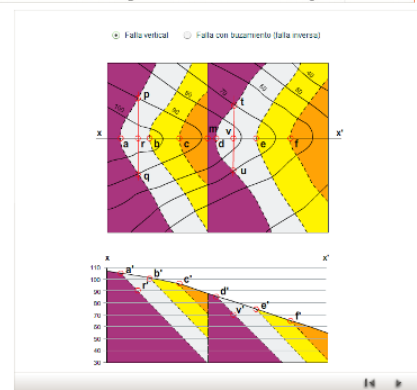 Falla vertical Falla con buzamiento (falla inversa)
p t
x a r b c m d v e f x'
q u
x x'
110 a' b'
100 c'
90 r' d'
80
70 v' e'
60 f'
50
40
30